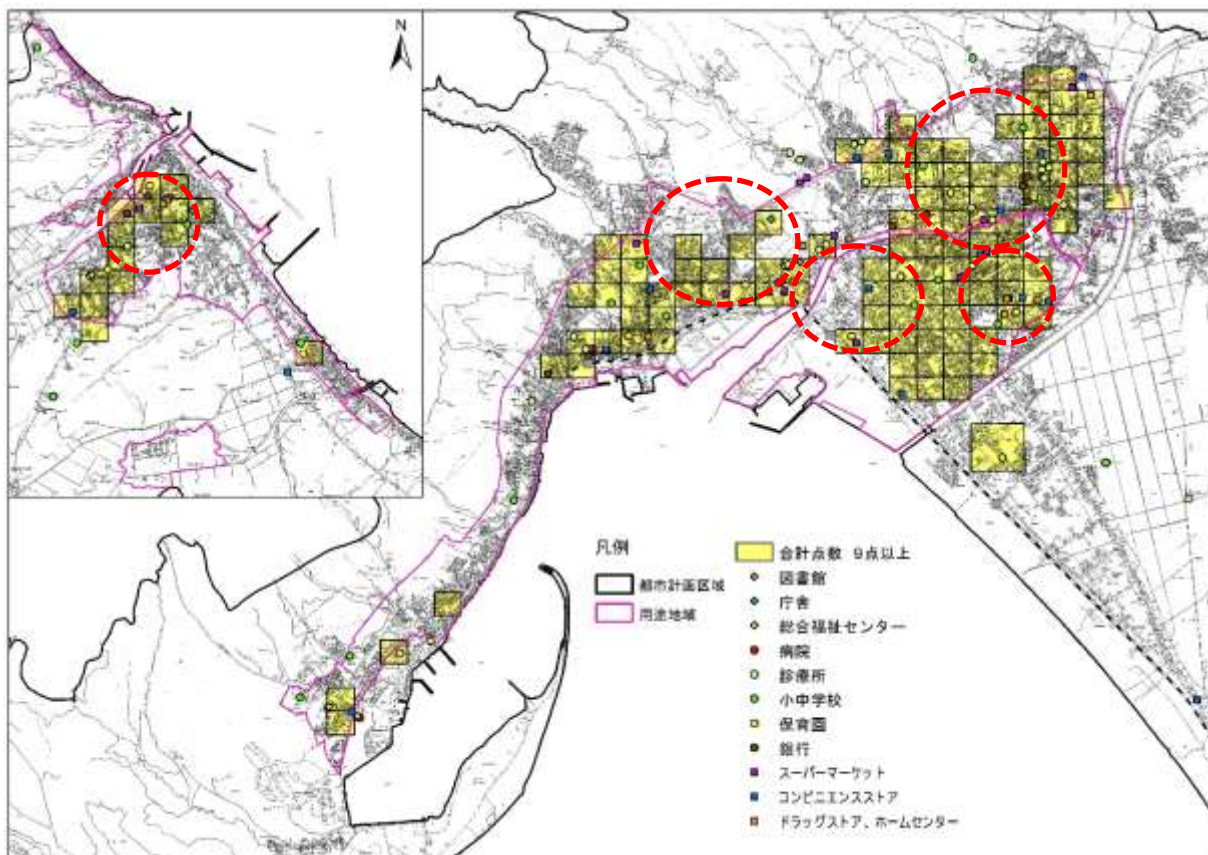 N
凡例
都市計画区域
用途地域
合計点数 9点以上
図書館
庁舎
総合福祉センター
病院
診療所
小中学校
保育園
銀行
スーパーマーケット
コンビニエンスストア
ドラッグストア、ホームセンター